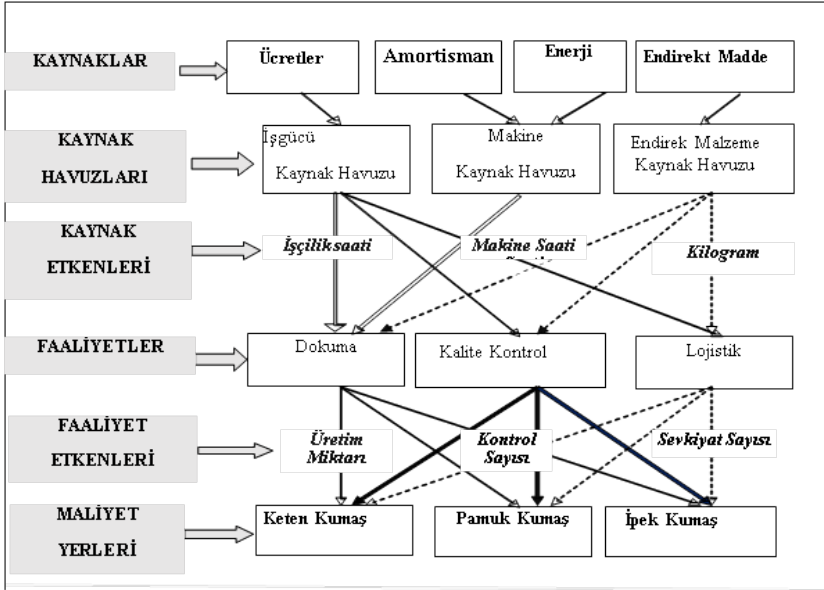 KAYNAKLAR
Ücretler
Amortisman
Enerji
Endirekt Madde
KAYNAK
HAVUZLARI
İşgücü
Kaynak Havuzu
Makine
Kaynak Havuzu
Endirek Malzeme
Kaynak Havuzu
KAYNAK
ETKENLERİ
İşçilik saati
Makine Saati
Kilogram
FAALİYETLER
Dokuma
Kalite Kontrol
Lojistik
FAALİYET
ETKENLERİ
Üretim
Miktarı
Kontrol
Sayısı
Sevkiyat Sayısı
MALİYET
YERLERİ
Keten Kumaş
Pamuk Kumaş
İpek Kumaş